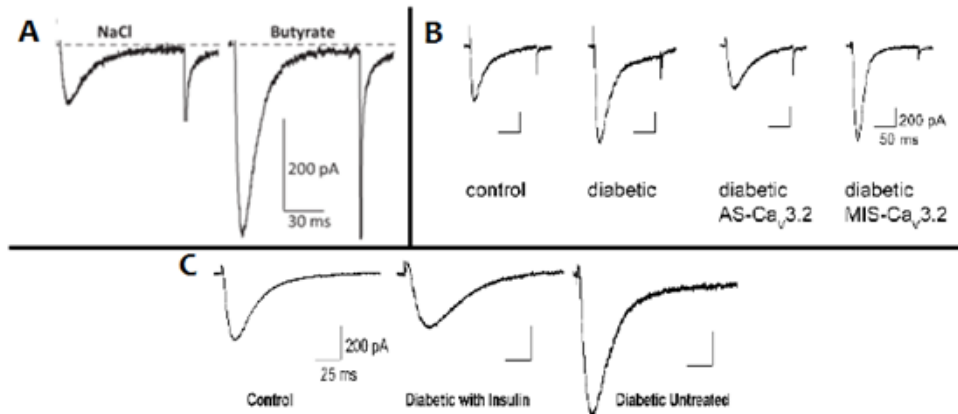 A
NaCl
Butyrate
200 pA
30 ms
B
200 pA
50 ms
control
diabetic
diabetic
AS-CaV3.2
diabetic
MIS-CaV3.2
C
200 pA
25 ms
Control
Diabetic with Insulin
Diabetic Untreated